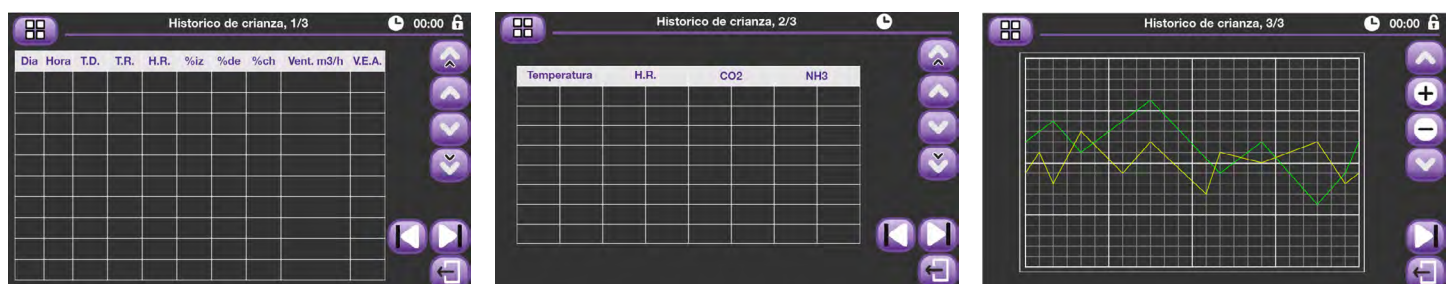 Historico de crianza, 1/3 00:00
Dia Hora T.D. T.R. H.R. %iz %de %ch Vent. m3/h V.E.A.
Historico de crianza, 2/3
Temperatura H.R. CO2 NH3
Historico de crianza, 3/3 00:00